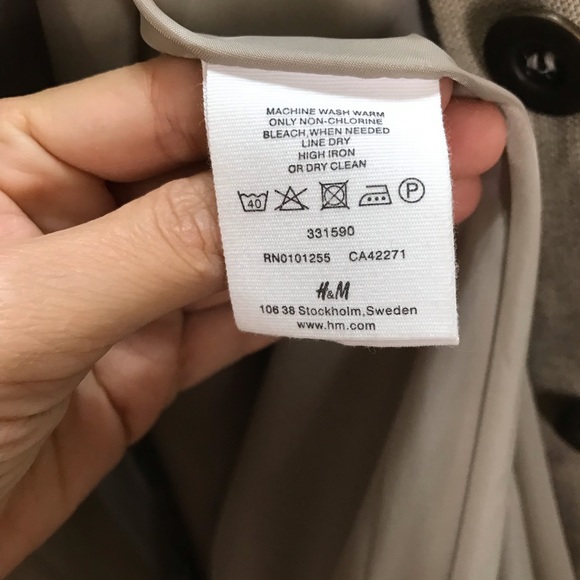 MACHINE WASH WARM
ONLY NON-CHLORINE
BLEACH, WHEN NEEDED
LINE DRY
HIGH IRON
OR DRY CLEAN
40 P
331590
RN0101255 CA42271
H&M
106 38 Stockholm, Sweden
www.hm.com